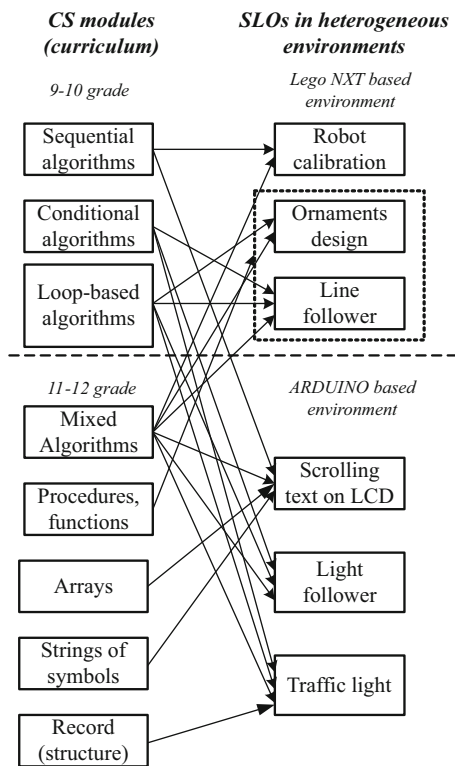 CS modules
(curriculum)
SLOs in heterogeneous
environments
9-10 grade
Lego NXT based
environment
Sequential
algorithms
Robot
calibration
Conditional
algorithms
Ornaments
design
Loop-based
algorithms
Line
follower
11-12 grade
ARDUINO based
environment
Mixed
Algorithms
Scrolling
text on LCD
Procedures,
functions
Arrays
Light
follower
Strings of
symbols
Traffic light
Record
(structure)